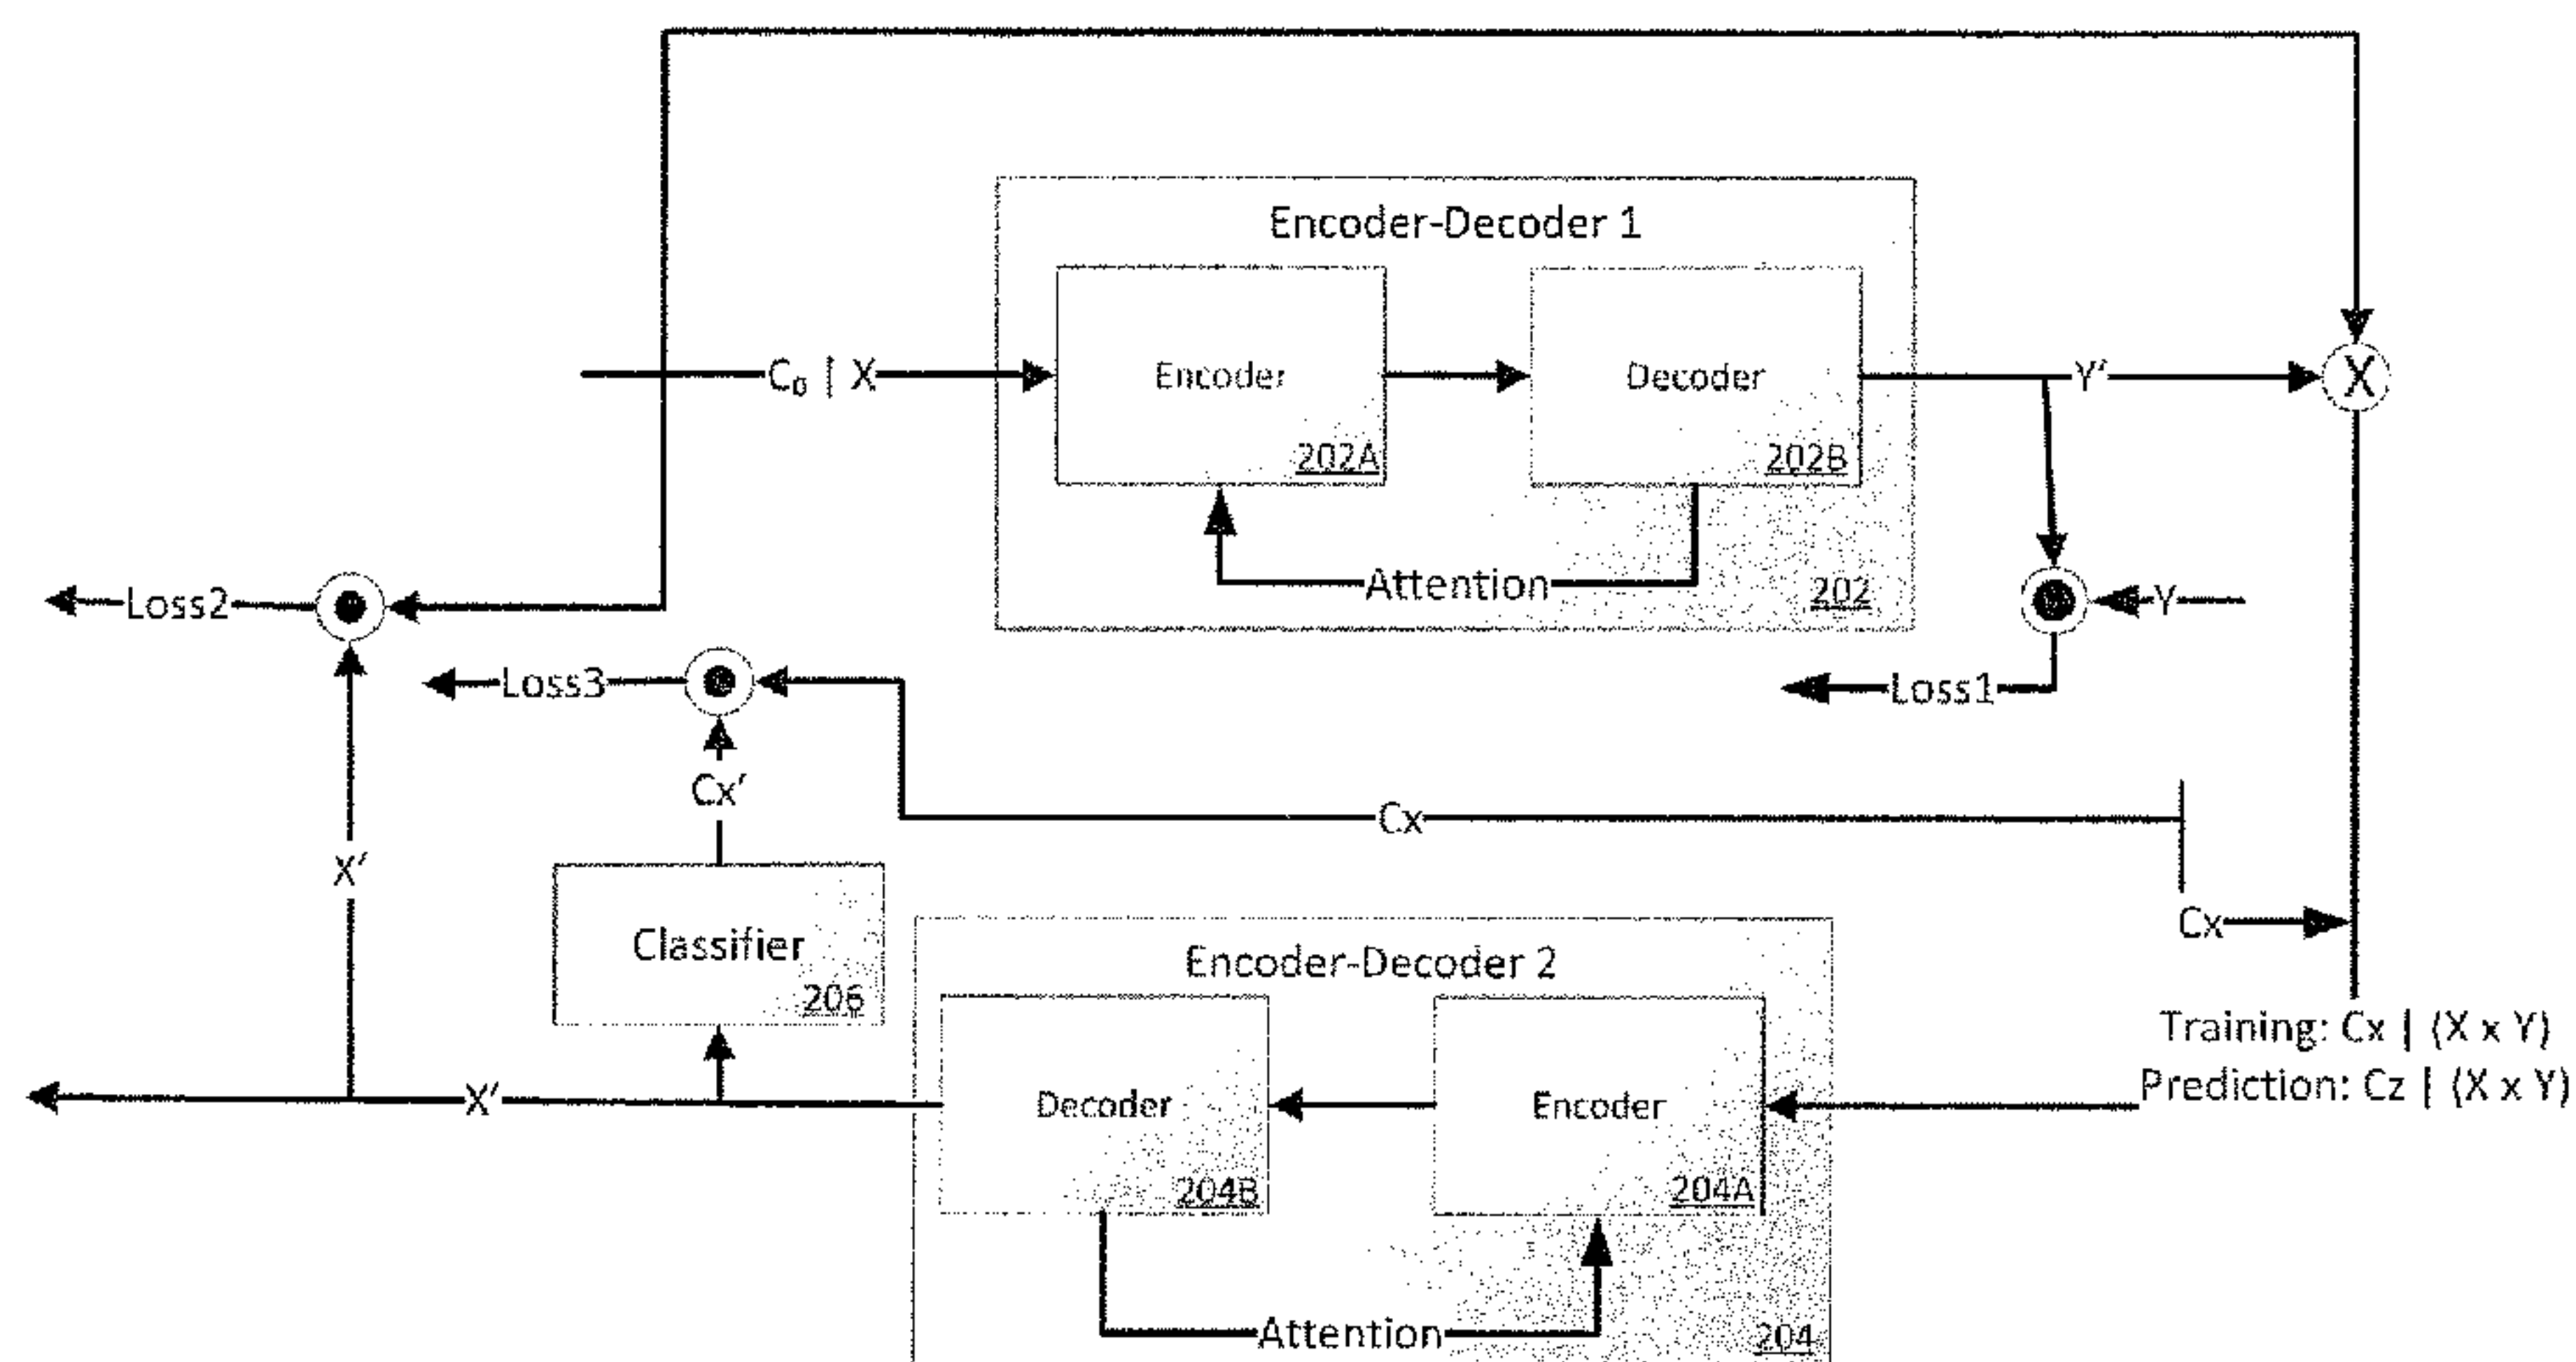 Encoder-Decoder 1
C₀ | X
Encoder
202A
Decoder
202B
Y'
X
Attention
202
Y
Loss1
Loss2
Loss3
Cx'
Cx
X'
Classifier
206
Cx
Encoder-Decoder 2
Training: Cx | (X x Y)
Prediction: Cz | (X x Y)
X'
Decoder
204B
Encoder
204A
Attention
204